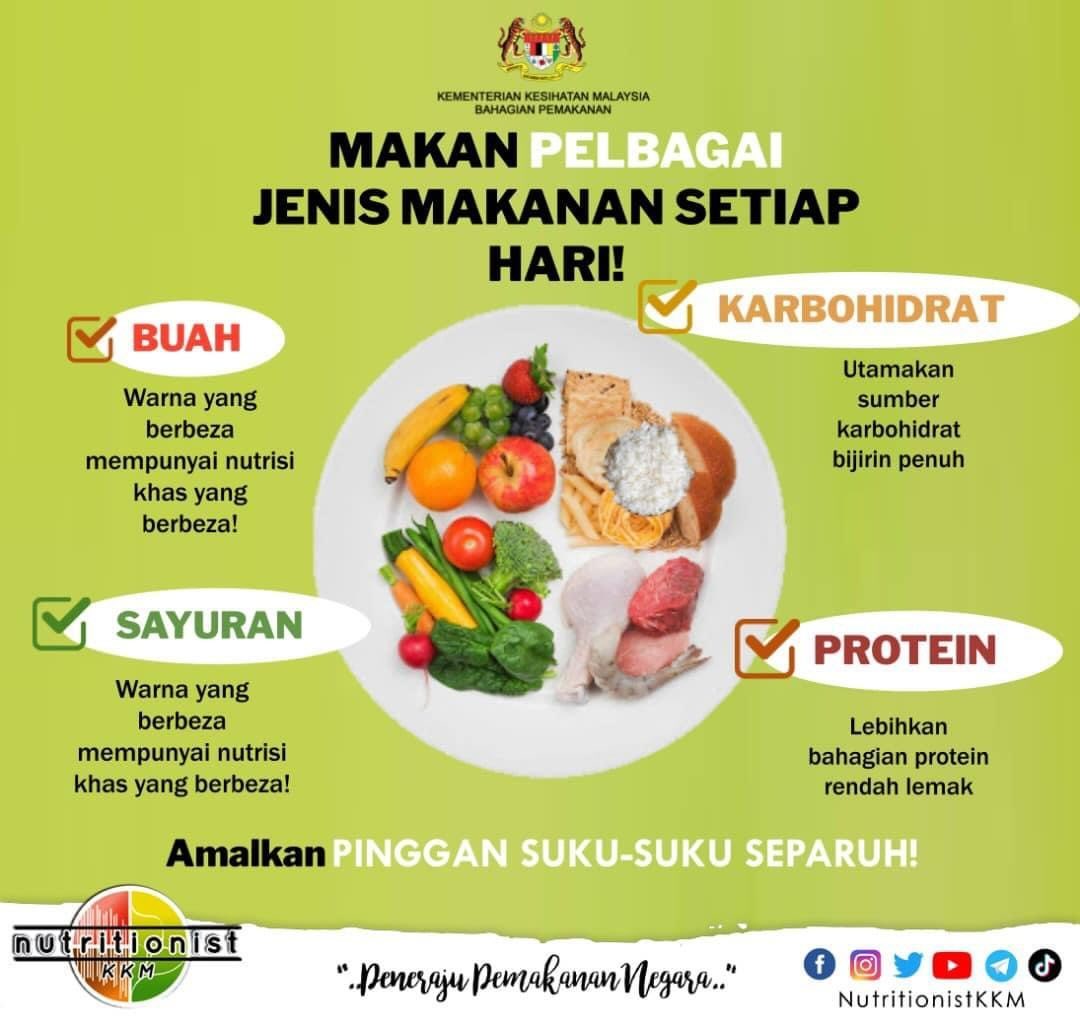 KEMENTERIAN KESIHATAN MALAYSIA
BAHAGIAN PEMAKANAN
MAKAN PELBAGAI
JENIS MAKANAN SETIAP
HARI!
BUAH
Warna yang
berbeza
mempunyai nutrisi
khas yang
berbeza!
KARBOHIDRAT
Utamakan
sumber
karbohidrat
bijirin penuh
SAYURAN
Warna yang
berbeza
mempunyai nutrisi
khas yang berbeza!
PROTEIN
Lebihkan
bahagian protein
rendah lemak
Amalkan PINGGAN SUKU-SUKU SEPARUH!
nutritionist
KKM
"..Peneraju Pemakanan Negara.."
NutritionistKKM